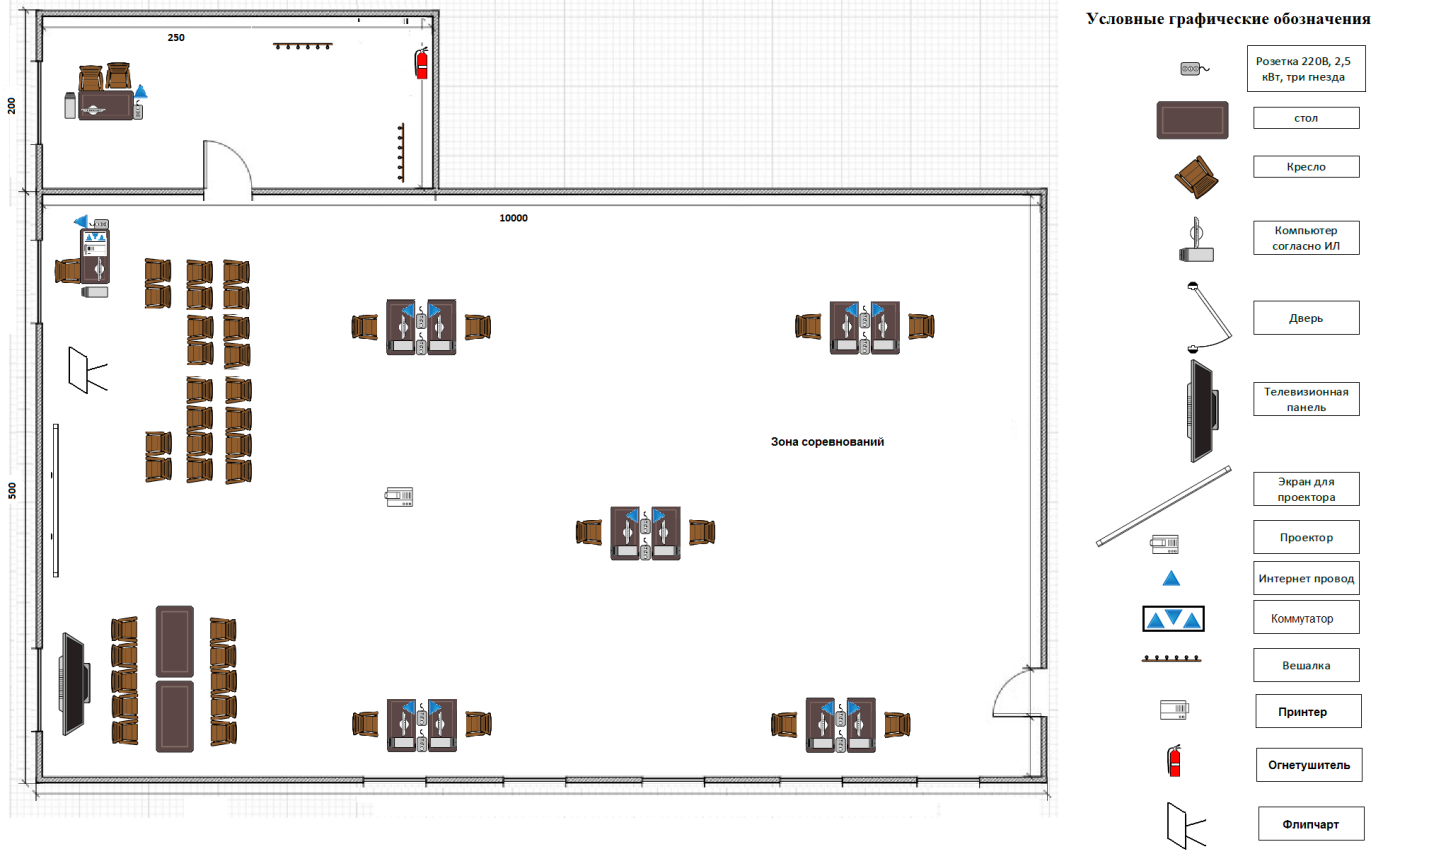 Условные графические обозначения
250
200
10000
500
Зона соревнований
Розетка 220В, 2,5
кВт, три гнезда
стол
Кресло
Компьютер
согласно ИЛ
Дверь
Телевизионная
панель
Экран для
проектора
Проектор
Интернет провод
Коммутатор
Вешалка
Принтер
Огнетушитель
Флипчарт